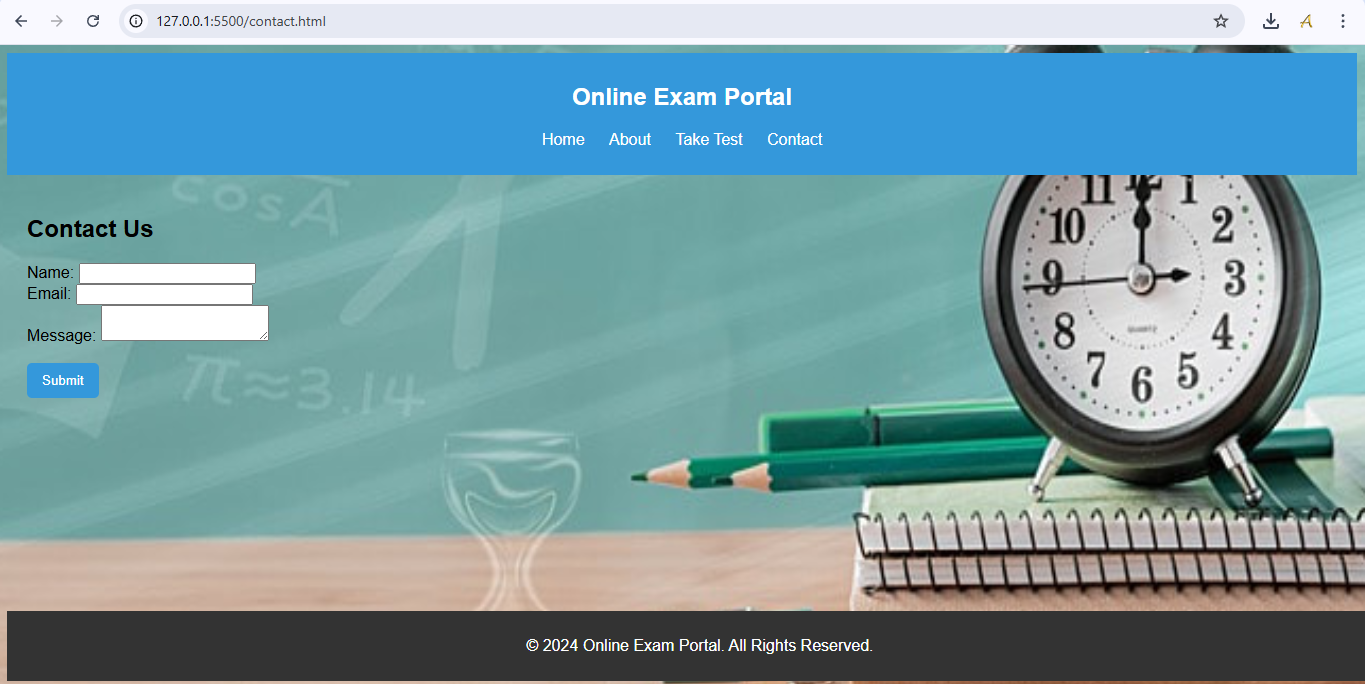 127.0.0.1:5500/contact.html
Online Exam Portal
Home About Take Test Contact
Contact Us
Name:
Email:
Message:
Submit
cosA
π≈3.14
11 12 1
10 2
9 3
8 4
7 6 5
QUARTZ
© 2024 Online Exam Portal. All Rights Reserved.